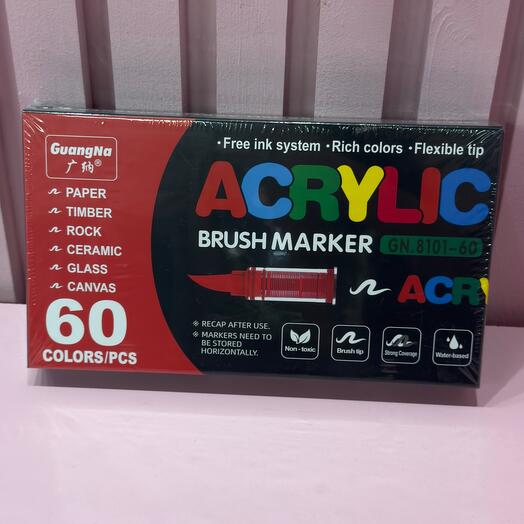 GuangNa
广纳®
PAPER
TIMBER
ROCK
CERAMIC
GLASS
CANVAS
60
COLORS/PCS
·Free ink system ·Rich colors ·Flexible tip
ACRYLIC
BRUSH MARKER GN.8101-60
ACRY
※ RECAP AFTER USE.
※ MARKERS NEED TO
BE STORED
HORIZONTALLY.
Non-toxic
Brush tip
Strong Coverage
Water-based